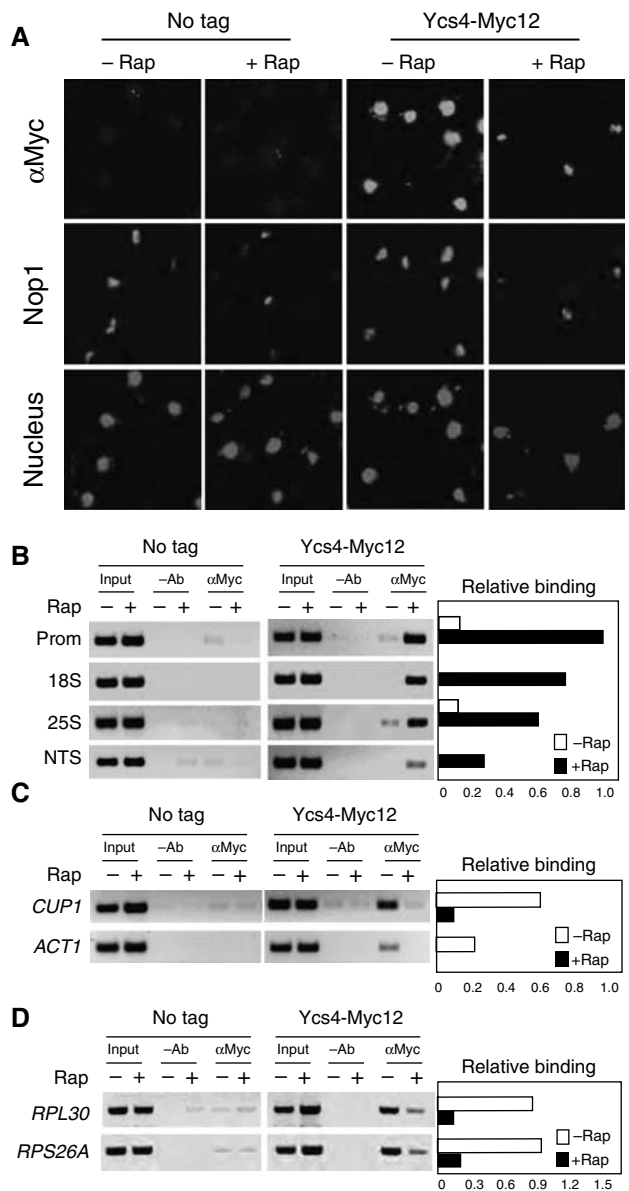 A
No tag
Ycs4-Myc12
– Rap
+ Rap
– Rap
+ Rap
αMyc
Nop1
Nucleus
B
No tag
Ycs4-Myc12
Input
–Ab
αMyc
Input
–Ab
αMyc
Relative binding
Rap
– + – + – +
– + – + – +
Prom
18S
25S
NTS
–Rap
+Rap
0 0.2 0.6 0.8 1.0
C
No tag
Ycs4-Myc12
Input
–Ab
αMyc
Input
–Ab
αMyc
Relative binding
Rap
– + – + – +
– + – + – +
CUP1
ACT1
–Rap
+Rap
0 0.2 0.4 0.6 0.8 1.0
D
No tag
Ycs4-Myc12
Input
–Ab
αMyc
Input
–Ab
αMyc
Relative binding
Rap
– + – + – +
– + – + – +
RPL30
RPS26A
–Rap
+Rap
0 0.3 0.6 0.9 1.2 1.5